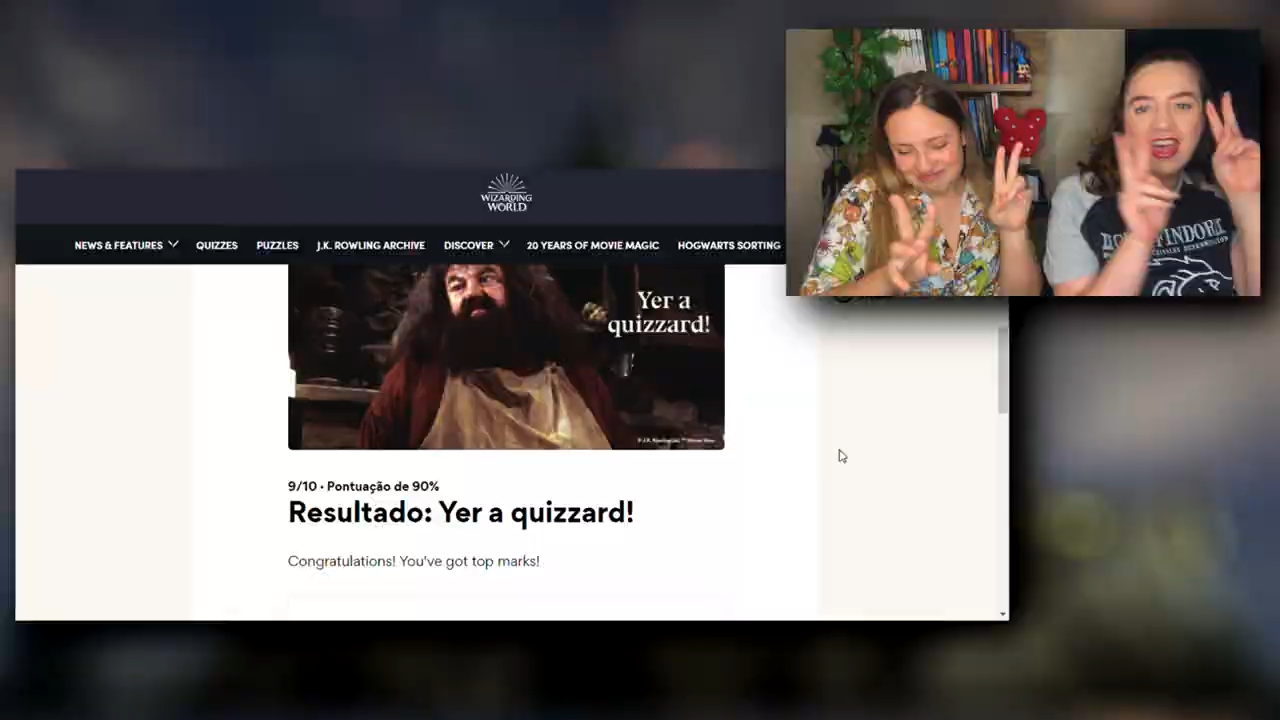 WIZARDING
WORLD
NEWS & FEATURES
QUIZZES
PUZZLES
J.K. ROWLING ARCHIVE
DISCOVER
20 YEARS OF MOVIE MAGIC
HOGWARTS SORTING
Yer a
quizzard!
9/10 • Pontuação de 90%
Resultado: Yer a quizzard!
Congratulations! You've got top marks!